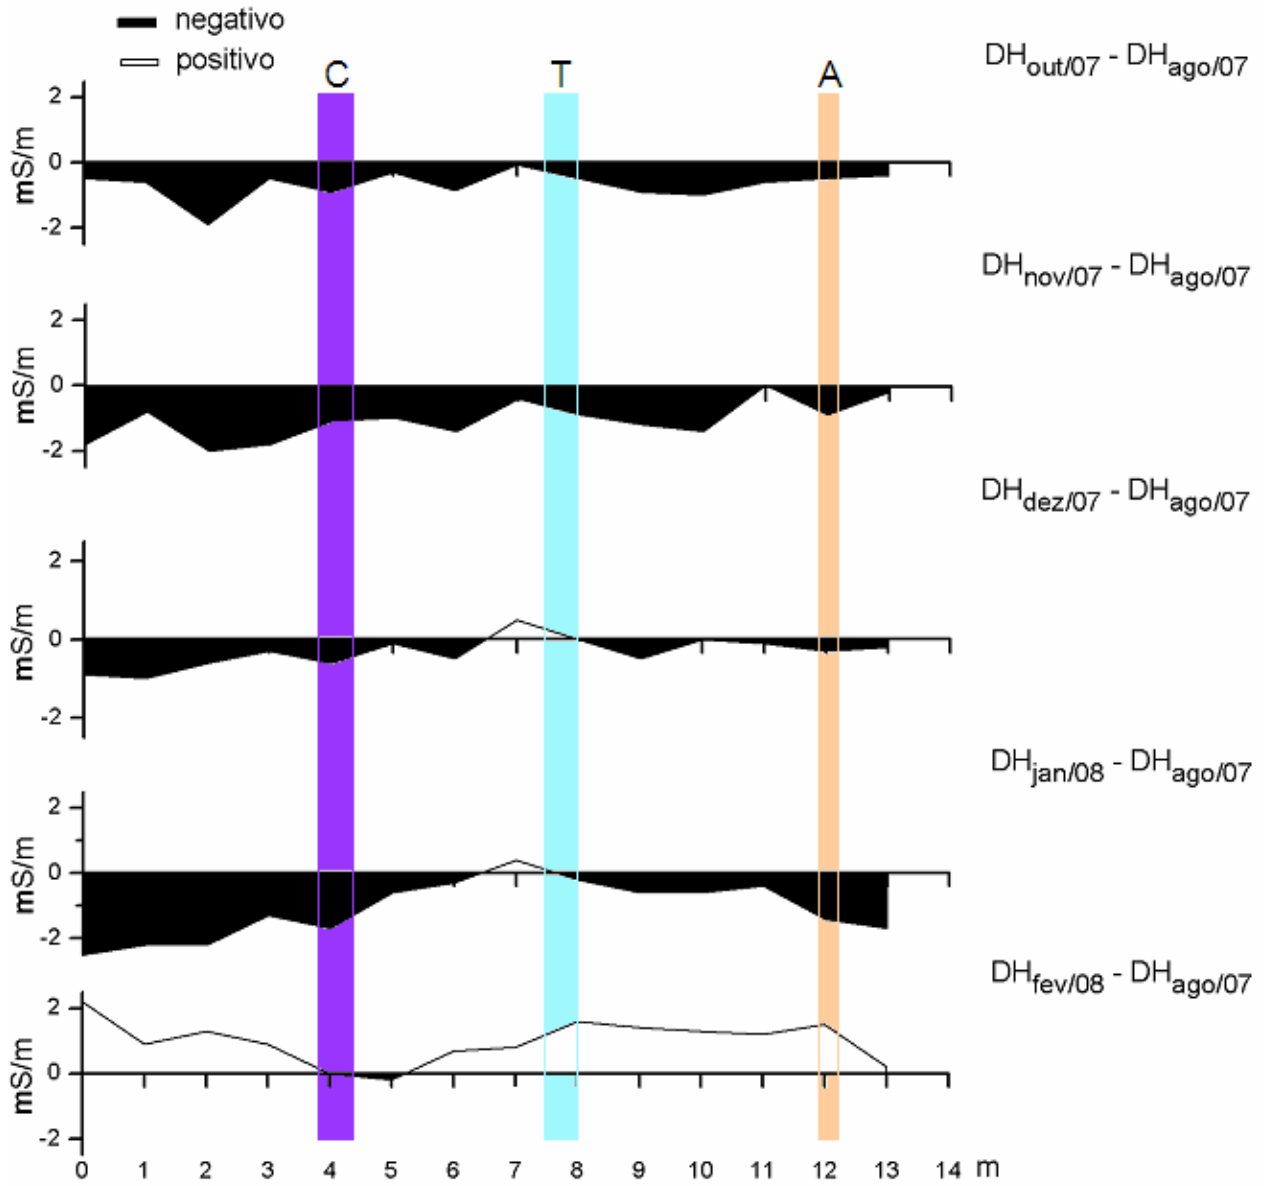 negativo
positivo
C T A
DHout/07 - DHago/07
2
0
-2
mS/m
DHnov/07 - DHago/07
2
0
-2
mS/m
DHdez/07 - DHago/07
2
0
-2
mS/m
DHjan/08 - DHago/07
2
0
-2
mS/m
DHfev/08 - DHago/07
2
0
-2
mS/m
0 1 2 3 4 5 6 7 8 9 10 11 12 13 14 m